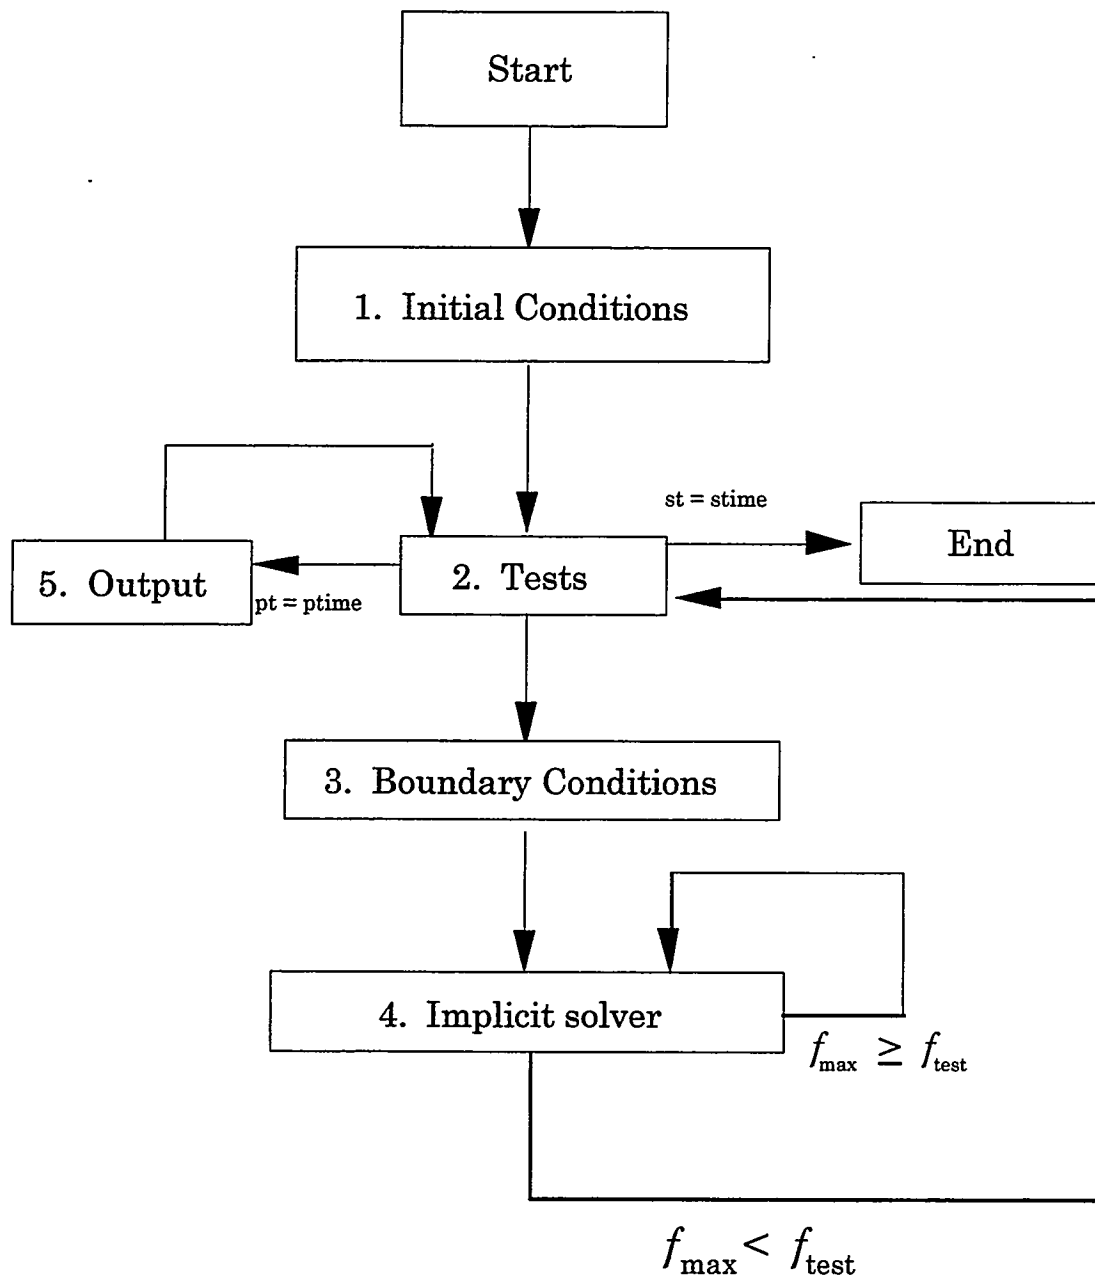 Start
1. Initial Conditions
st = stime
End
2. Tests
5. Output
pt = ptime
3. Boundary Conditions
4. Implicit solver
f_max ≥ f_test
f_max < f_test